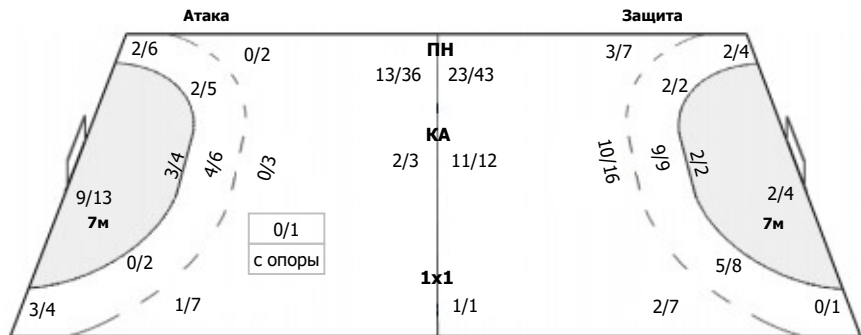 Атака Защита
2/6 0/2 ПН 3/7 2/4
13/36 23/43
2/5 2/2
КА
3/4 4/6 0/3 2/3 11/12 10/16 9/9 2/2
9/13 2/4
7м 7м
0/1
с опоры
0/2 5/8
1x1
3/4 1/7 1/1 2/7 0/1